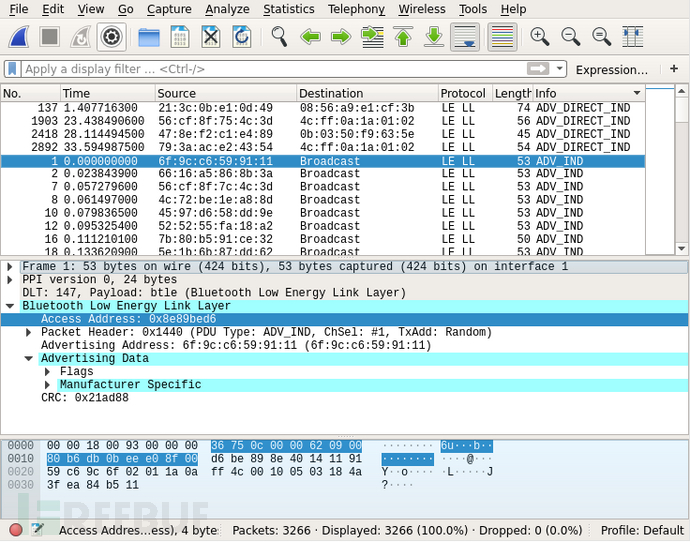 File Edit View Go Capture Analyze Statistics Telephony Wireless Tools Help
Apply a display filter ... <Ctrl-/> Expression... +
No. Time Source Destination Protocol Length Info
137 1.407716300 21:3c:0b:e1:0d:49 08:56:a9:e1:cf:3b LE LL 74 ADV_DIRECT_IND
1903 23.438490600 56:cf:8f:75:4c:3d 4c:ff:0a:1a:01:02 LE LL 56 ADV_DIRECT_IND
2418 28.114494500 47:8e:f2:c1:e4:89 0b:03:50:f9:63:5e LE LL 45 ADV_DIRECT_IND
2892 33.594987500 79:3a:ac:e2:43:54 4c:ff:0a:1a:01:02 LE LL 54 ADV_DIRECT_IND
1 0.000000000 6f:9c:c6:59:91:11 Broadcast LE LL 53 ADV_IND
2 0.023843900 66:16:a5:86:8b:3a Broadcast LE LL 53 ADV_IND
7 0.057279600 56:cf:8f:7c:4c:3d Broadcast LE LL 53 ADV_IND
8 0.061497000 4c:72:be:1e:a8:8d Broadcast LE LL 53 ADV_IND
10 0.079836500 45:97:d6:58:dd:9e Broadcast LE LL 53 ADV_IND
12 0.095325400 52:52:55:fa:18:a2 Broadcast LE LL 53 ADV_IND
16 0.111210100 7b:80:b5:91:ce:32 Broadcast LE LL 50 ADV_IND
18 0.133620900 5e:1b:6b:87:dd:62 Broadcast LE LL 53 ADV_IND
Frame 1: 53 bytes on wire (424 bits), 53 bytes captured (424 bits) on interface 1
PPI version 0, 24 bytes
DLT: 147, Payload: btle (Bluetooth Low Energy Link Layer)
Bluetooth Low Energy Link Layer
Access Address: 0x8e89bed6
Packet Header: 0x1440 (PDU Type: ADV_IND, ChSel: #1, TxAdd: Random)
Advertising Address: 6f:9c:c6:59:91:11 (6f:9c:c6:59:91:11)
Advertising Data
Flags
Manufacturer Specific
CRC: 0x21ad88
0000 00 00 18 00 93 00 00 00 36 75 0c 00 00 62 09 00 ········ 6u···b··
0010 80 b6 db 0b ee e0 8f 00 d6 be 89 8e 40 14 11 91 ········ ····@···
0020 59 c6 9c 6f 02 01 1a 0a ff 4c 00 10 05 03 18 4a Y··o···· ·L·····J
0030 3f ea 84 b5 11 ?····
FREEBUF
Access Addres...ess), 4 byte Packets: 3266 · Displayed: 3266 (100.0%) · Dropped: 0 (0.0%) Profile: Default